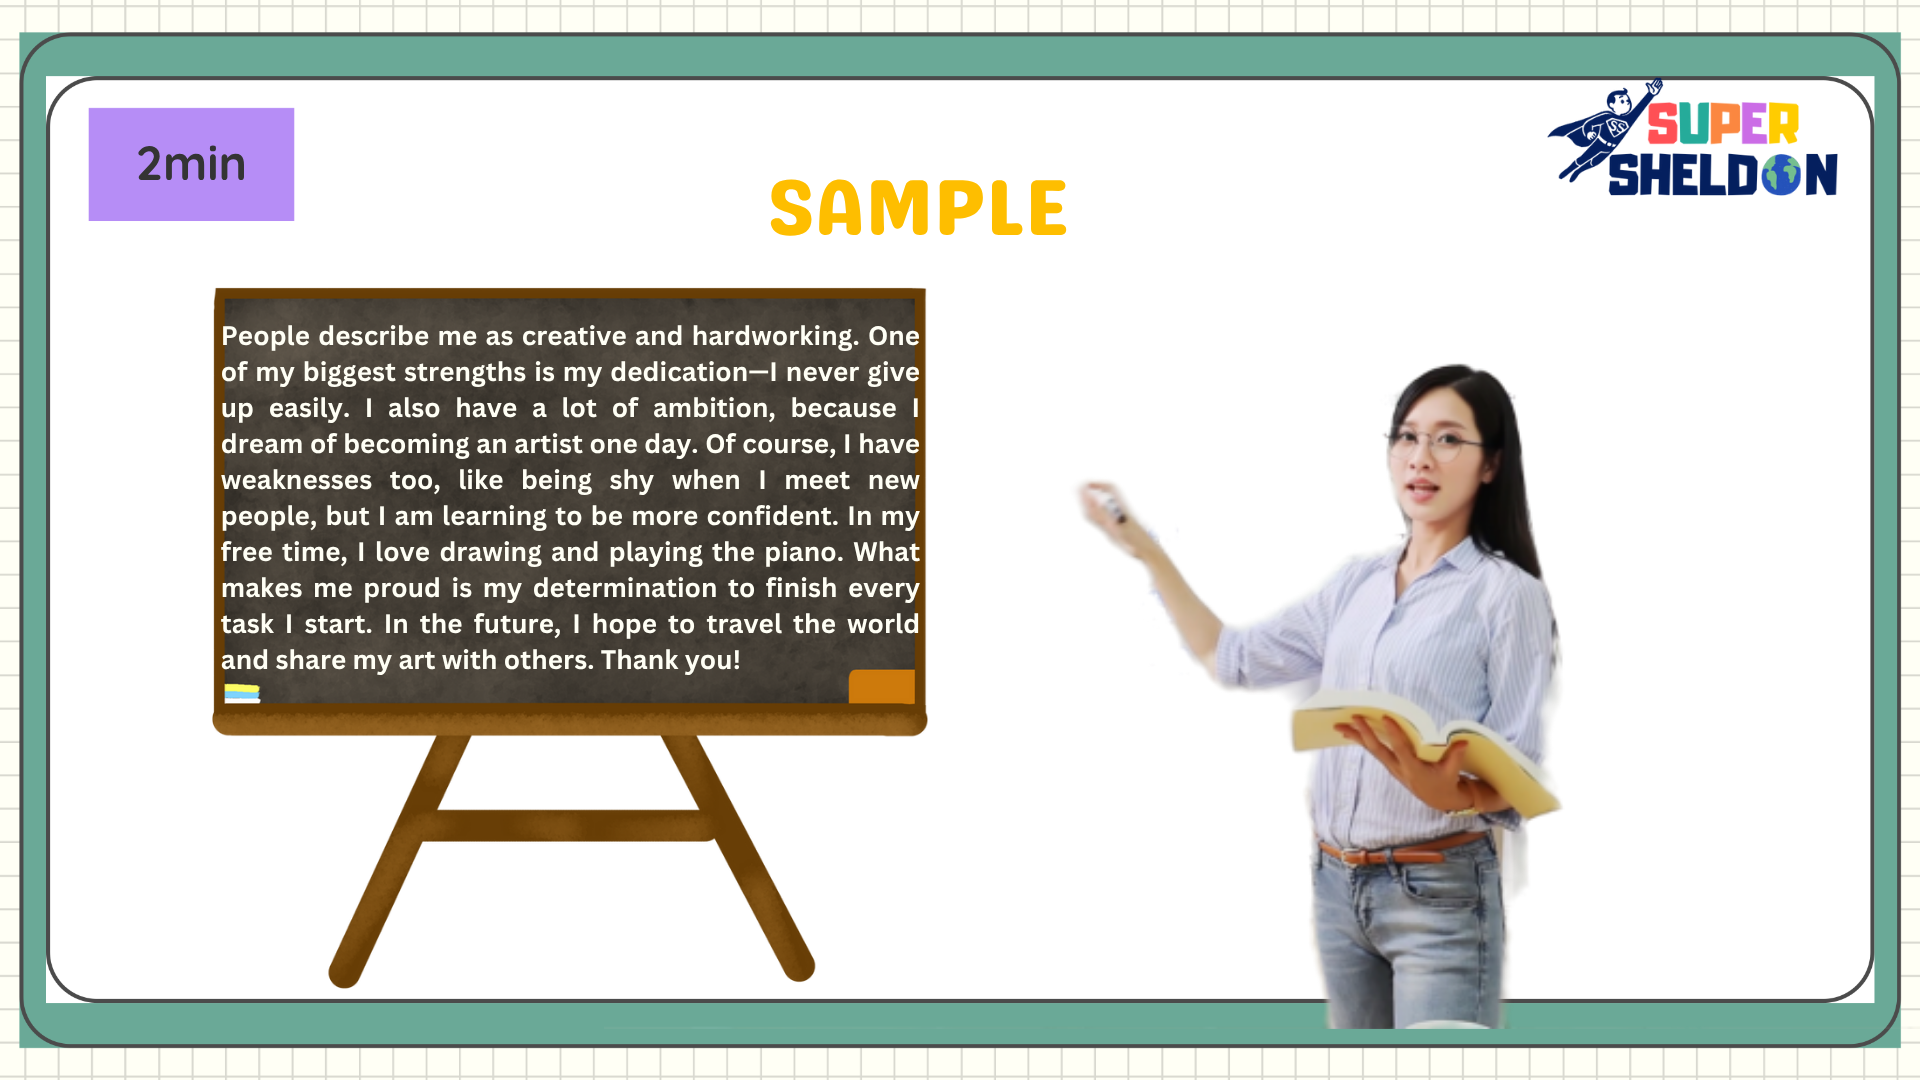 2min
SUPER
SHELDON
SAMPLE
People describe me as creative and hardworking. One
of my biggest strengths is my dedication—I never give
up easily. I also have a lot of ambition, because I
dream of becoming an artist one day. Of course, I have
weaknesses too, like being shy when I meet new
people, but I am learning to be more confident. In my
free time, I love drawing and playing the piano. What
makes me proud is my determination to finish every
task I start. In the future, I hope to travel the world
and share my art with others. Thank you!